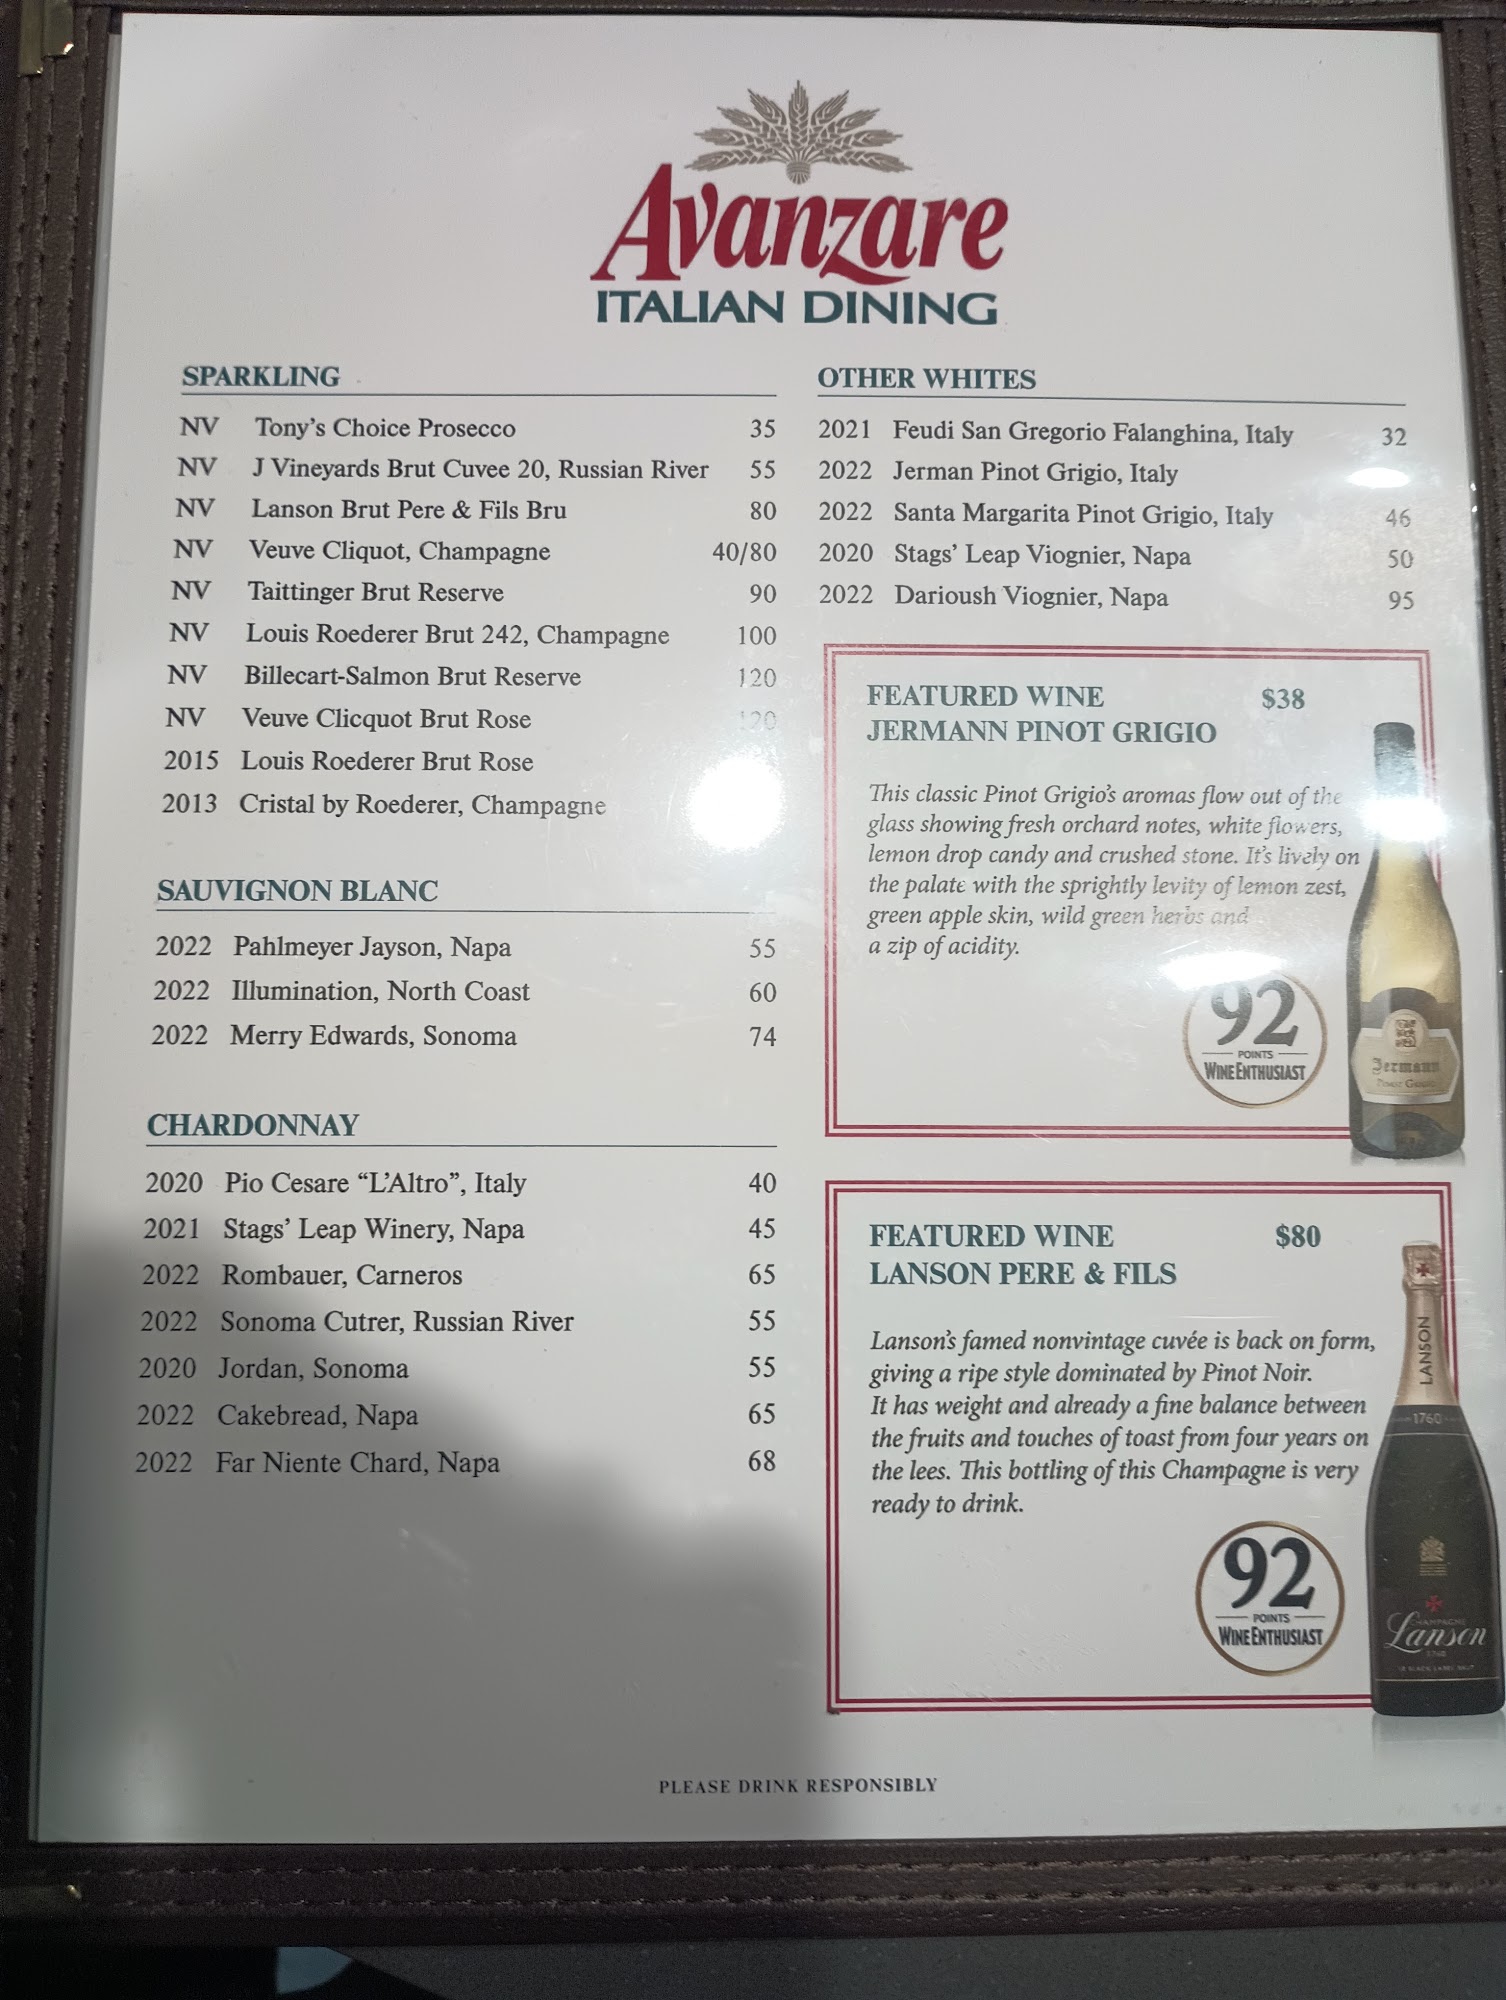 Avanzare
ITALIAN DINING
SPARKLING
NV Tony's Choice Prosecco 35
NV J Vineyards Brut Cuvee 20, Russian River 55
NV Lanson Brut Pere & Fils Bru 80
NV Veuve Cliquot, Champagne 40/80
NV Taittinger Brut Reserve 90
NV Louis Roederer Brut 242, Champagne 100
NV Billecart-Salmon Brut Reserve 120
NV Veuve Clicquot Brut Rose 120
2015 Louis Roederer Brut Rose
2013 Cristal by Roederer, Champagne
SAUVIGNON BLANC
2022 Pahlmeyer Jayson, Napa 55
2022 Illumination, North Coast 60
2022 Merry Edwards, Sonoma 74
CHARDONNAY
2020 Pio Cesare “L’Altro”, Italy 40
2021 Stags’ Leap Winery, Napa 45
2022 Rombauer, Carneros 65
2022 Sonoma Cutrer, Russian River 55
2020 Jordan, Sonoma 55
2022 Cakebread, Napa 65
2022 Far Niente Chard, Napa 68
OTHER WHITES
2021 Feudi San Gregorio Falanghina, Italy 32
2022 Jerman Pinot Grigio, Italy
2022 Santa Margarita Pinot Grigio, Italy 46
2020 Stags’ Leap Viognier, Napa 50
2022 Darioush Viognier, Napa 95
FEATURED WINE $38
JERMANN PINOT GRIGIO
This classic Pinot Grigio's aromas flow out of the
glass showing fresh orchard notes, white flowers,
lemon drop candy and crushed stone. It's lively on
the palate with the sprightly levity of lemon zest,
green apple skin, wild green herbs and
a zip of acidity.
92
POINTS
WINE ENTHUSIAST
Jermann
Pinot Grigio
FEATURED WINE $80
LANSON PERE & FILS
Lanson's famed nonvintage cuvée is back on form,
giving a ripe style dominated by Pinot Noir.
It has weight and already a fine balance between
the fruits and touches of toast from four years on
the lees. This bottling of this Champagne is very
ready to drink.
92
POINTS
WINE ENTHUSIAST
LANSON
1760
CHAMPAGNE
Lanson
1760
LE BLACK LABEL BRUT
PLEASE DRINK RESPONSIBLY